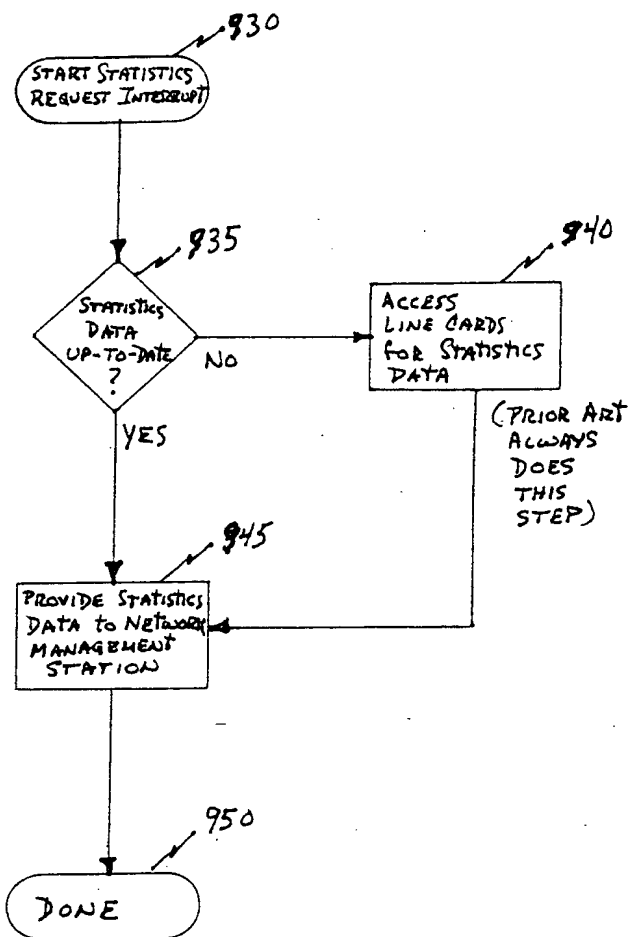 930
START STATISTICS
REQUEST INTERRUPT
935
STATISTICS
DATA
UP-TO-DATE
?
NO
YES
940
ACCESS
LINE CARDS
FOR STATISTICS
DATA
(PRIOR ART
ALWAYS
DOES
THIS
STEP)
945
PROVIDE STATISTICS
DATA TO NETWORK
MANAGEMENT
STATION
950
DONE